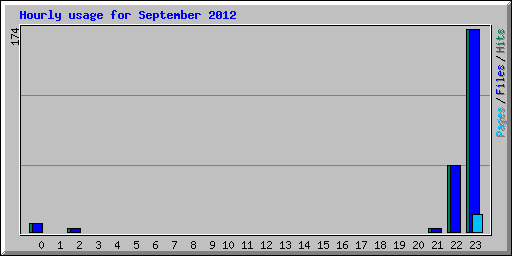 Hourly usage for September 2012
174
Pages/Files/Hits
0 1 2 3 4 5 6 7 8 9 10 11 12 13 14 15 16 17 18 19 20 21 22 23